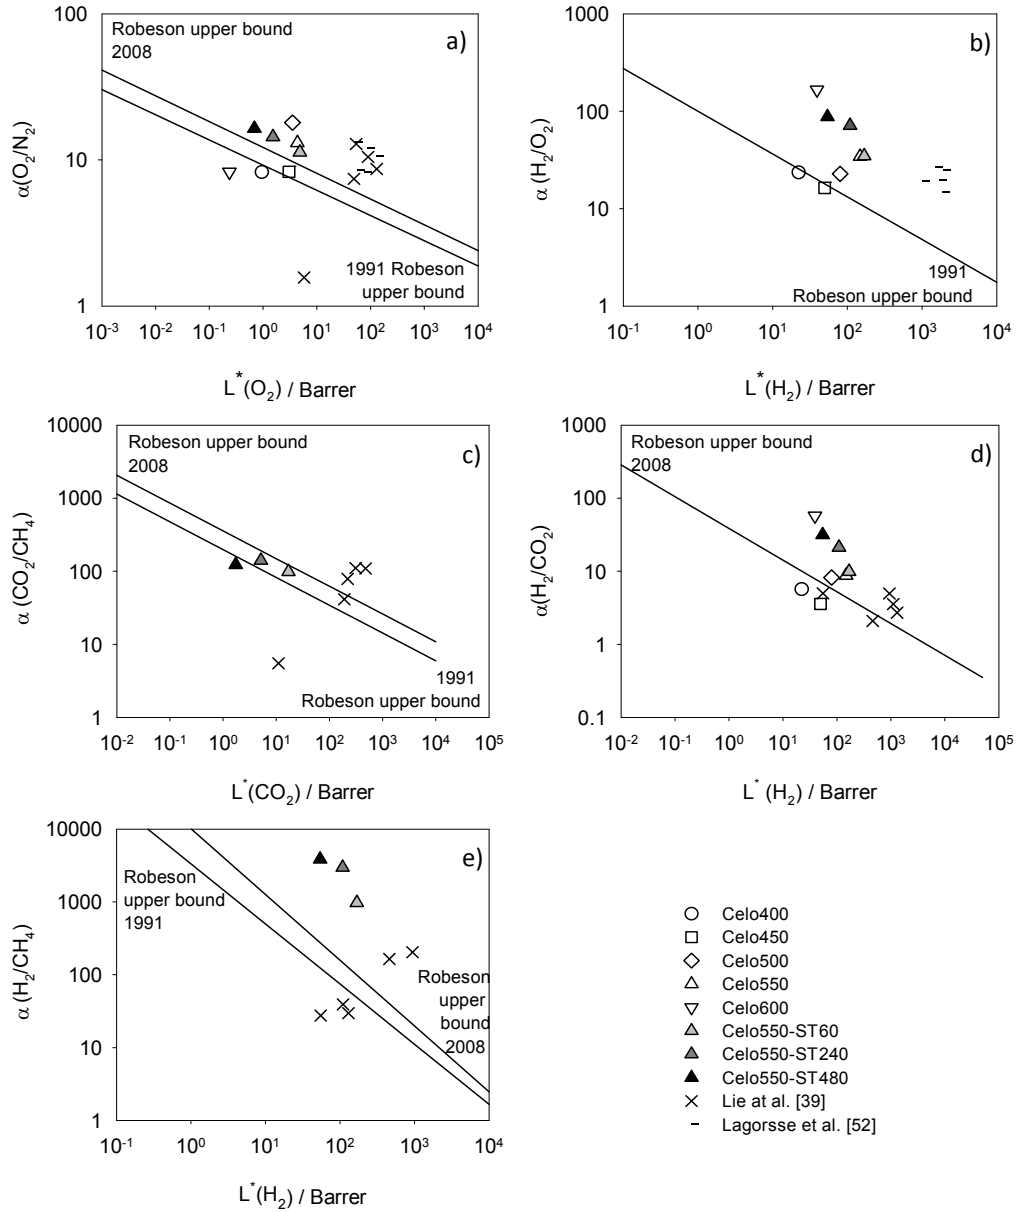 100
10
1
Robeson upper bound
2008
a)
1991 Robeson
upper bound
α(O2/N2)
10-3
10-2
10-1
100
101
102
103
104
L*(O2) / Barrer
1000
100
10
1
b)
1991
Robeson upper bound
α (H2/O2)
10-1
100
101
102
103
104
L*(H2) / Barrer
10000
1000
100
10
1
Robeson upper bound
2008
c)
1991
Robeson upper bound
α (CO2/CH4)
10-2
10-1
100
101
102
103
104
105
L*(CO2) / Barrer
1000
100
10
1
0.1
Robeson upper bound
2008
d)
α(H2/CO2)
10-2
10-1
100
101
102
103
104
105
L* (H2) / Barrer
10000
1000
100
10
1
e)
Robeson
upper bound
1991
Robeson
upper
bound
2008
α (H2/CH4)
10-1
100
101
102
103
104
L*(H2) / Barrer
Celo400
Celo450
Celo500
Celo550
Celo600
Celo550-ST60
Celo550-ST240
Celo550-ST480
Lie at al. [39]
Lagorsse et al. [52]